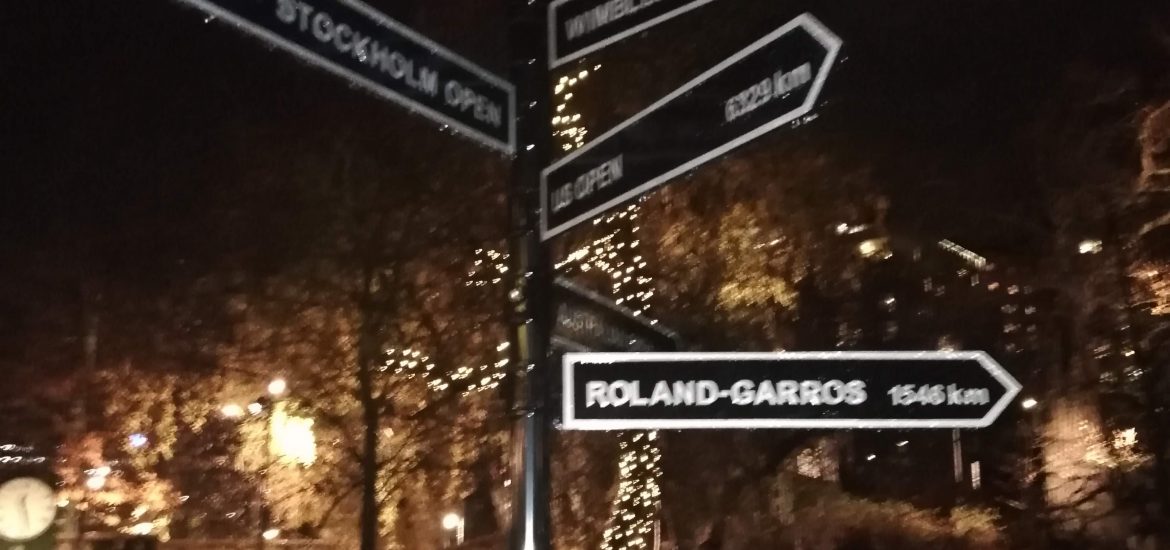 STOCKHOLM OPEN
6329 km
US OPEN
ROLAND-GARROS 1546 km